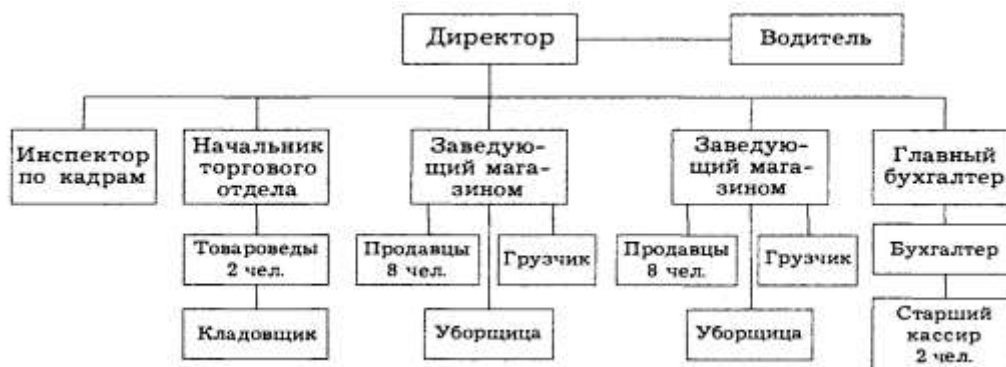 Директор
Водитель
Инспектор
по кадрам
Начальник
торгового
отдела
Заведую-
щий мага-
зином
Заведую-
щий мага-
зином
Главный
бухгалтер
Товароведы
2 чел.
Продавцы
8 чел.
Грузчик
Продавцы
8 чел.
Грузчик
Бухгалтер
Кладовщик
Уборщица
Уборщица
Старший
кассир
2 чел.